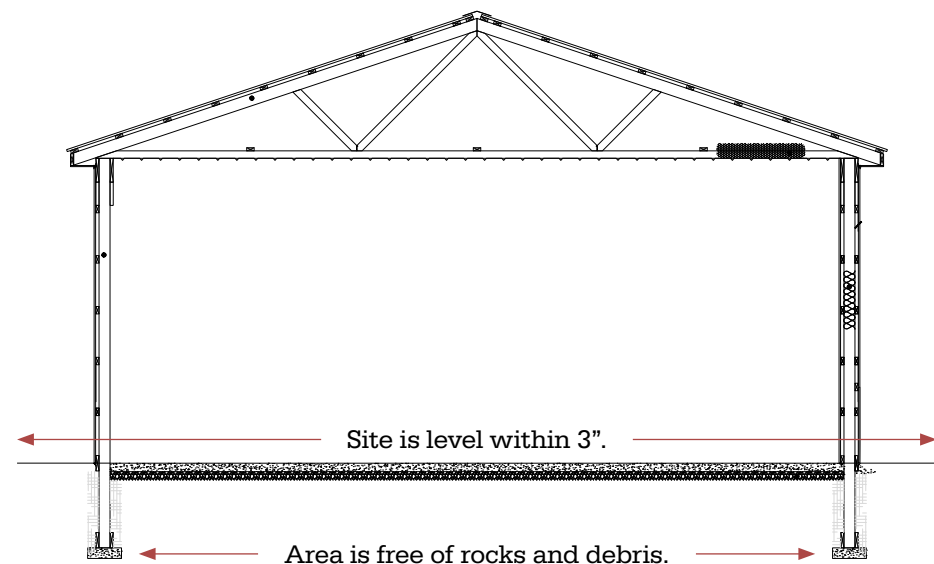 Site is level within 3”.
Area is free of rocks and debris.